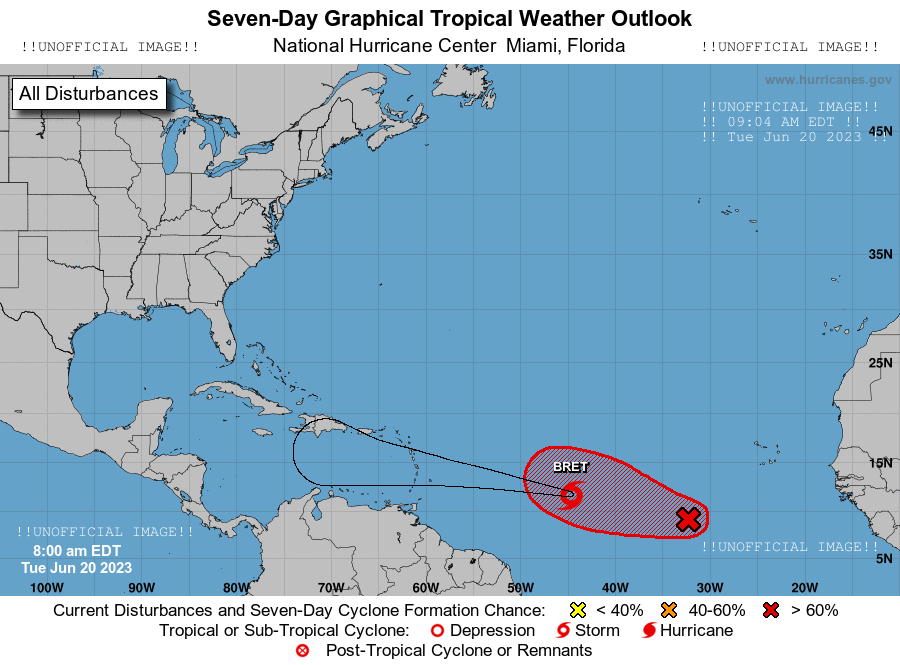 Seven-Day Graphical Tropical Weather Outlook
!!UNOFFICIAL IMAGE!! National Hurricane Center Miami, Florida !!UNOFFICIAL IMAGE!!
All Disturbances
www.hurricanes.gov
!!UNOFFICIAL IMAGE!!
!! 09:04 AM EDT !!
!! Tue Jun 20 2023 !!
45N
35N
25N
15N
BRET
5N
!!UNOFFICIAL IMAGE!!
8:00 am EDT
Tue Jun 20 2023
!!UNOFFICIAL IMAGE!!
100W 90W 80W 70W 60W 50W 40W 30W 20W
Current Disturbances and Seven-Day Cyclone Formation Chance: < 40% 40-60% > 60%
Tropical or Sub-Tropical Cyclone: Depression Storm Hurricane
Post-Tropical Cyclone or Remnants